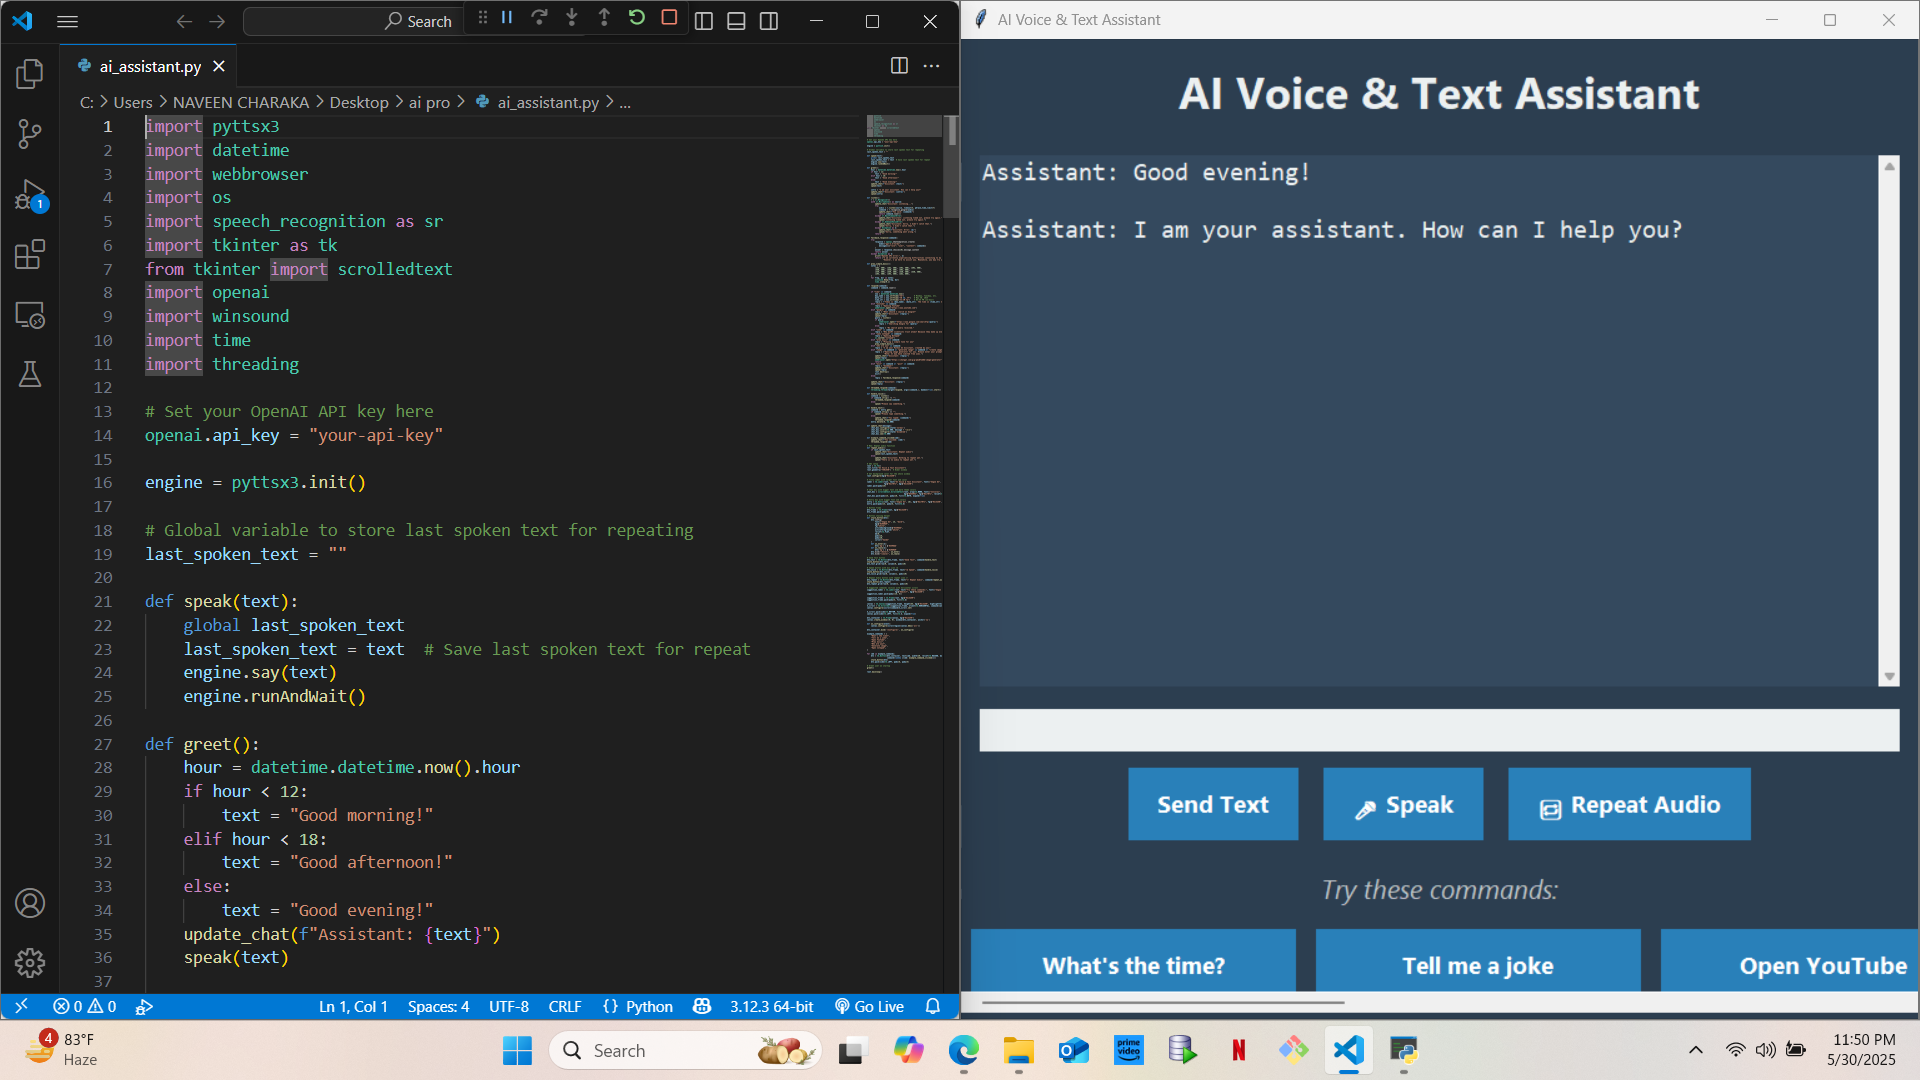 Search
ai_assistant.py
C: > Users > NAVEEN CHARAKA > Desktop > ai pro > ai_assistant.py > ...
1 import pyttsx3
2 import datetime
3 import webbrowser
4 import os
5 import speech_recognition as sr
6 import tkinter as tk
7 from tkinter import scrolledtext
8 import openai
9 import winsound
10 import time
11 import threading
12
13 # Set your OpenAI API key here
14 openai.api_key = "your-api-key"
15
16 engine = pyttsx3.init()
17
18 # Global variable to store last spoken text for repeating
19 last_spoken_text = ""
20
21 def speak(text):
22     global last_spoken_text
23     last_spoken_text = text  # Save last spoken text for repeat
24     engine.say(text)
25     engine.runAndWait()
26
27 def greet():
28     hour = datetime.datetime.now().hour
29     if hour < 12:
30         text = "Good morning!"
31     elif hour < 18:
32         text = "Good afternoon!"
33     else:
34         text = "Good evening!"
35     update_chat(f"Assistant: {text}")
36     speak(text)
37
1
0 0 Ln 1, Col 1 Spaces: 4 UTF-8 CRLF {} Python 3.12.3 64-bit Go Live
AI Voice & Text Assistant
AI Voice & Text Assistant
Assistant: Good evening!
Assistant: I am your assistant. How can I help you?
Send Text Speak Repeat Audio
Try these commands:
What's the time? Tell me a joke Open YouTube
4 83°F
Haze
Search
prime video
N
11:50 PM
5/30/2025